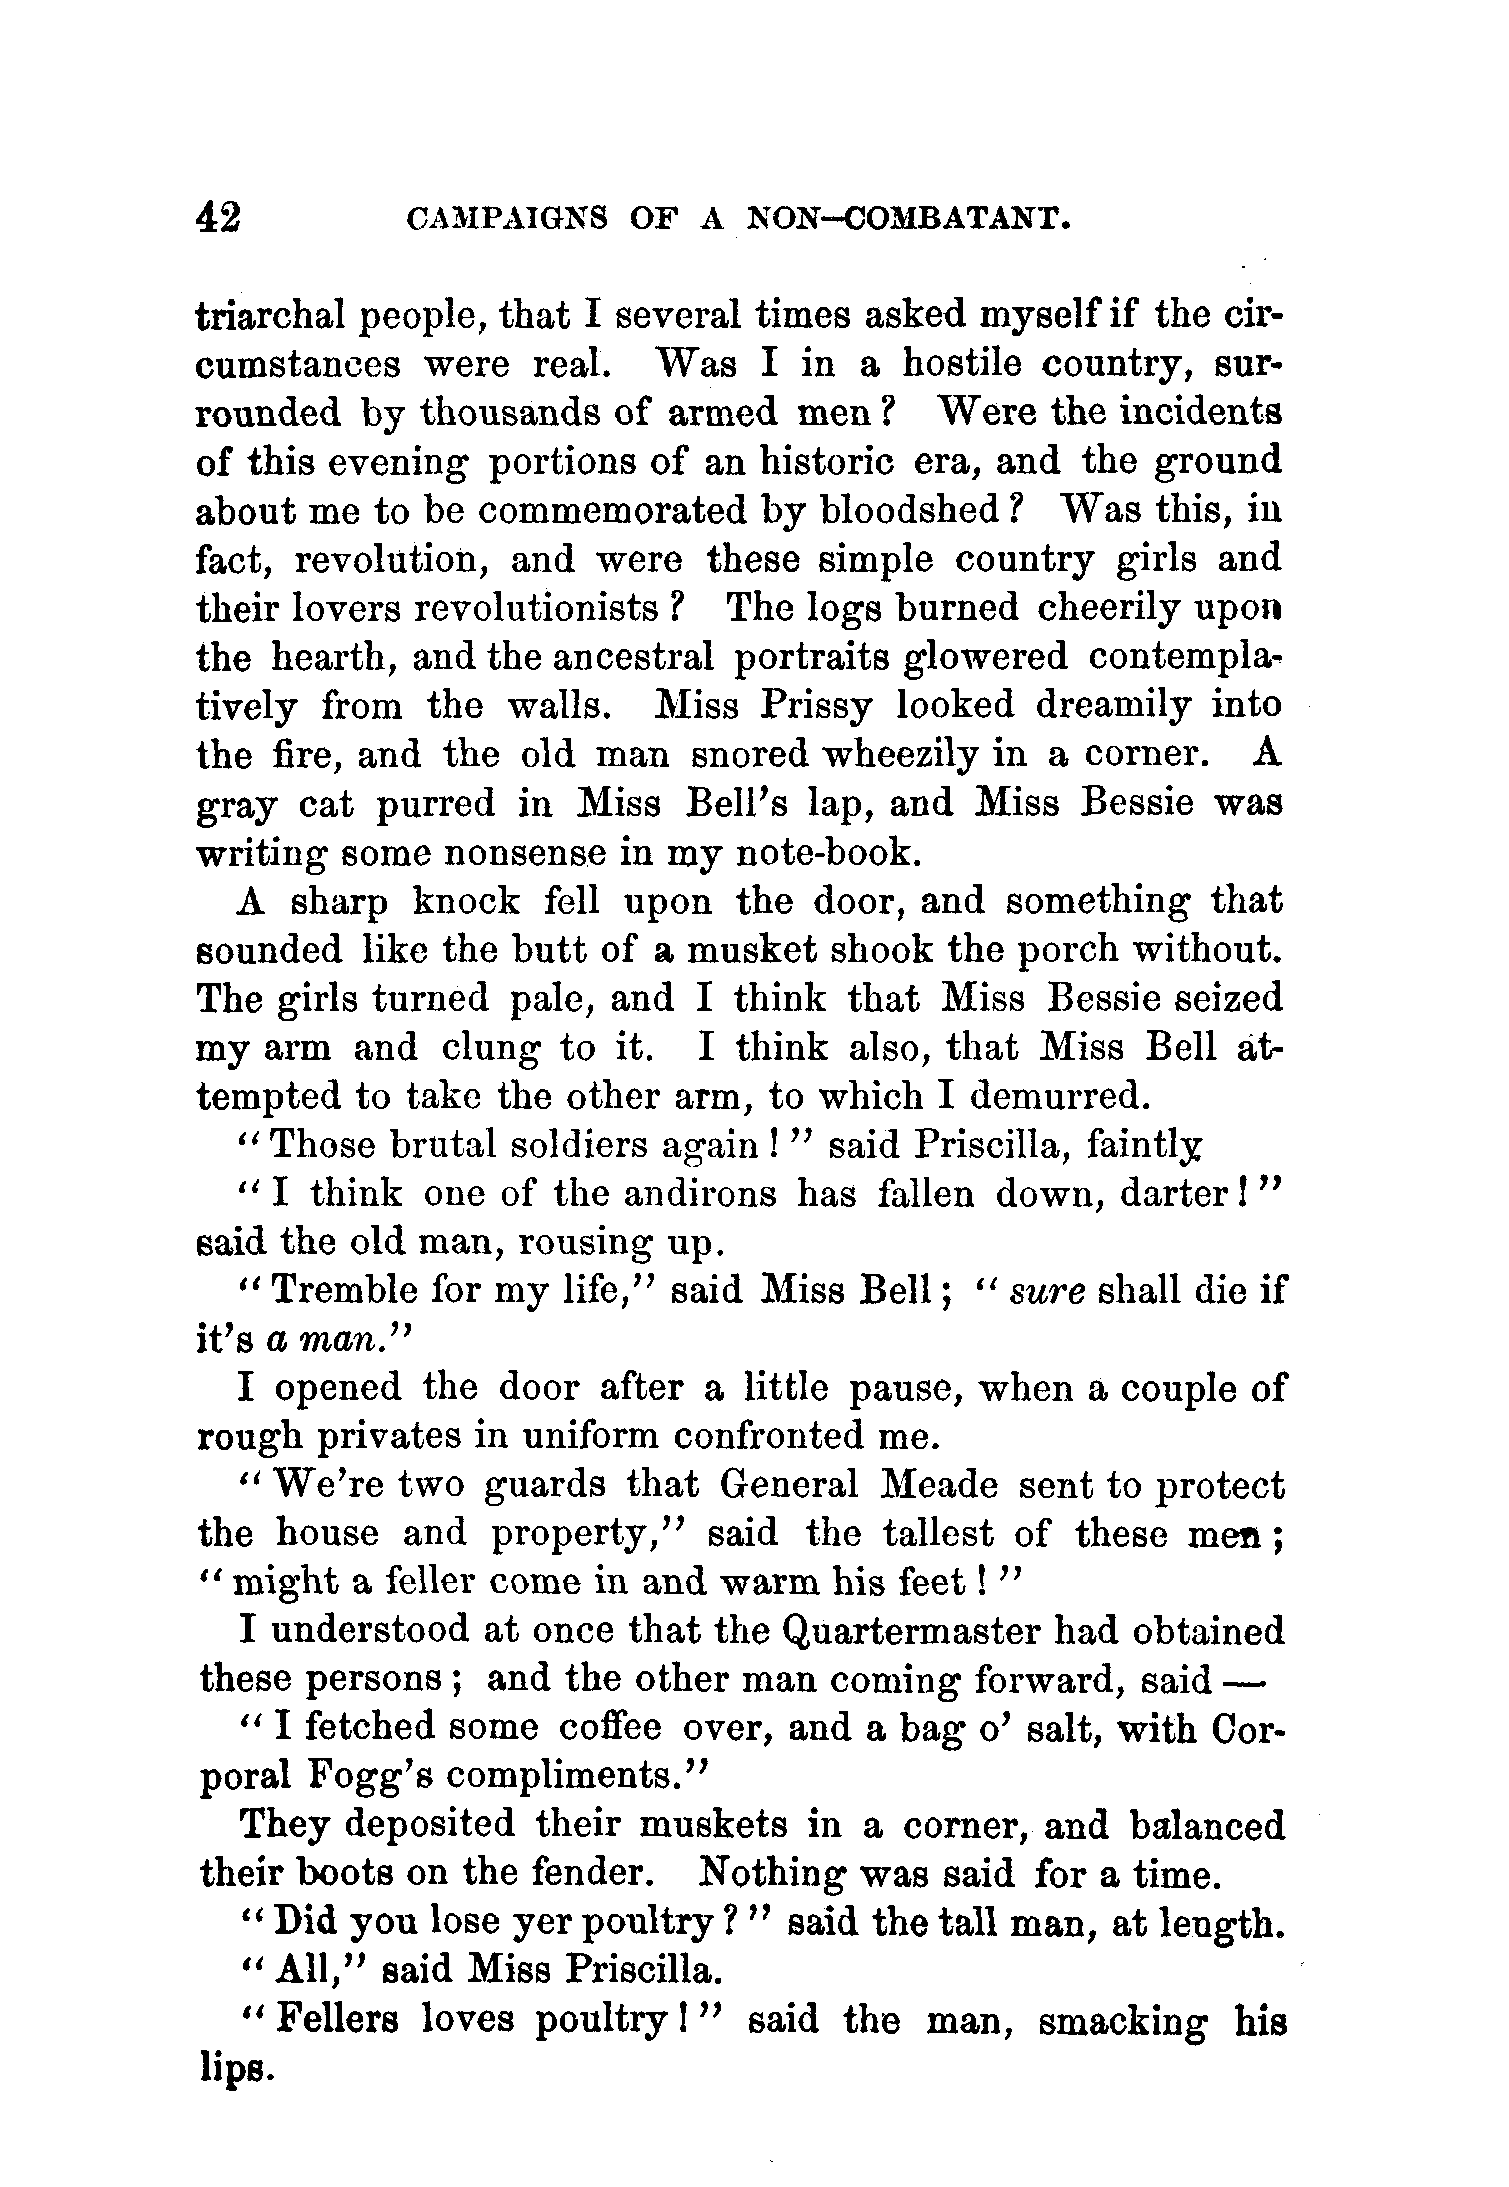 42 CAMPAIGNS OF A NON-COMBATANT.
triarchal people, that I several times asked myself if the cir-
cumstances were real. Was I in a hostile country, sur-
rounded by thousands of armed men? Were the incidents
of this evening portions of an historic era, and the ground
about me to be commemorated by bloodshed? Was this, in
fact, revolution, and were these simple country girls and
their lovers revolutionists? The logs burned cheerily upon
the hearth, and the ancestral portraits glowered contempla-
tively from the walls. Miss Prissy looked dreamily into
the fire, and the old man snored wheezily in a corner. A
gray cat purred in Miss Bell's lap, and Miss Bessie was
writing some nonsense in my note-book.
A sharp knock fell upon the door, and something that
sounded like the butt of a musket shook the porch without.
The girls turned pale, and I think that Miss Bessie seized
my arm and clung to it. I think also, that Miss Bell at-
tempted to take the other arm, to which I demurred.
"Those brutal soldiers again!" said Priscilla, faintly
"I think one of the andirons has fallen down, darter!"
said the old man, rousing up.
"Tremble for my life," said Miss Bell; "sure shall die if
it's a man."
I opened the door after a little pause, when a couple of
rough privates in uniform confronted me.
"We're two guards that General Meade sent to protect
the house and property," said the tallest of these men;
"might a feller come in and warm his feet!"
I understood at once that the Quartermaster had obtained
these persons; and the other man coming forward, said —
"I fetched some coffee over, and a bag o' salt, with Cor-
poral Fogg's compliments."
They deposited their muskets in a corner, and balanced
their boots on the fender. Nothing was said for a time.
"Did you lose yer poultry?" said the tall man, at length.
"All," said Miss Priscilla.
"Fellers loves poultry!" said the man, smacking his
lips.